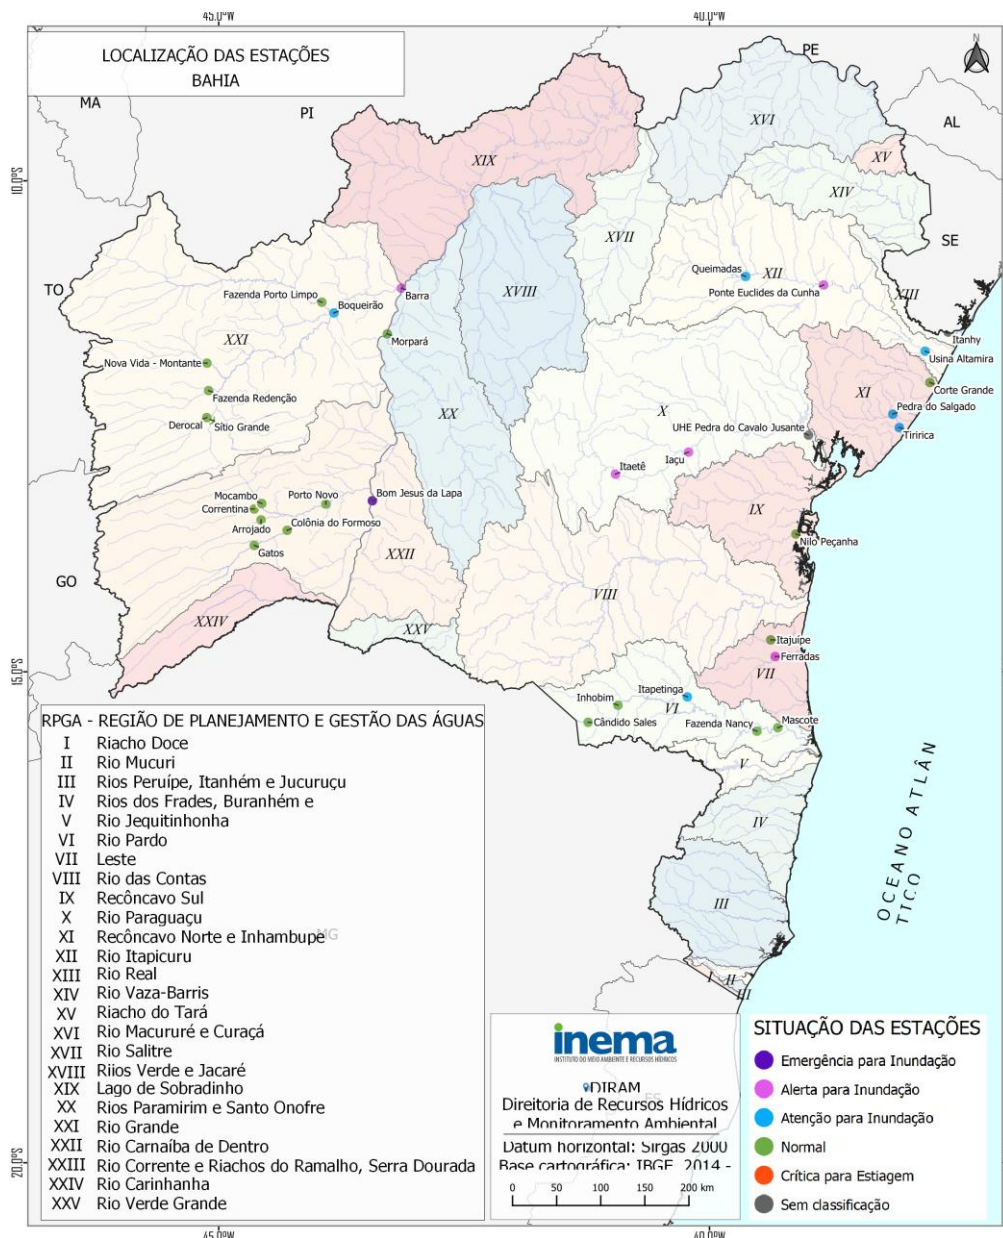 45.0°W
40.0°W
LOCALIZAÇÃO DAS ESTAÇÕES
BAHIA
N
PE
MA
PI
AL
XVI
XV
XIX
10.0°S
XIV
XVII
SE
TO
Queimadas
XII
Fazenda Porto Limpo
Barra
Ponte Euclides da Cunha
XVIII
XIII
Boqueirão
XXI
Morpará
Itanhy
Usina Altamira
Nova Vida - Montante
XI
Corte Grande
Fazenda Redenção
XX
X
Pedra do Salgado
Derocal
Sítio Grande
UHE Pedra do Cavalo Jusante
Tiririca
Iaçu
Itaetê
Mocambo
Porto Novo
Bom Jesus da Lapa
Correntina
IX
Arrojado
Colônia do Formoso
Nilo Peçanha
Gatos
XXII
GO
VIII
XXIV
XXV
Itajuípe
Ferradas
15.0°S
VII
Itapetinga
Inhobim
VI
Cândido Sales
Fazenda Nancy
Mascote
V
IV
III
I
II
III
OCEANO ATLÂN
TICO
MG
ES
RPGA - REGIÃO DE PLANEJAMENTO E GESTÃO DAS ÁGUAS
I Riacho Doce
II Rio Mucuri
III Rios Peruípe, Itanhém e Jucuruçu
IV Rios dos Frades, Buranhém e
V Rio Jequitinhonha
VI Rio Pardo
VII Leste
VIII Rio das Contas
IX Recôncavo Sul
X Rio Paraguaçu
XI Recôncavo Norte e Inhambupe
XII Rio Itapicuru
XIII Rio Real
XIV Rio Vaza-Barris
XV Riacho do Tará
XVI Rio Macururé e Curaçá
XVII Rio Salitre
XVIII Riios Verde e Jacaré
XIX Lago de Sobradinho
XX Rios Paramirim e Santo Onofre
XXI Rio Grande
XXII Rio Carnaíba de Dentro
XXIII Rio Corrente e Riachos do Ramalho, Serra Dourada
XXIV Rio Carinhanha
XXV Rio Verde Grande
20.0°S
inema
INSTITUTO DO MEIO AMBIENTE E RECURSOS HÍDRICOS
DIRAM
Direitoria de Recursos Hídricos
e Monitoramento Ambiental
Datum horizontal: Sirgas 2000
Base cartográfica: IBGE, 2014 -
0 50 100 150 200 km
SITUAÇÃO DAS ESTAÇÕES
Emergência para Inundação
Alerta para Inundação
Atenção para Inundação
Normal
Crítica para Estiagem
Sem classificação
45.0°W
40.0°W